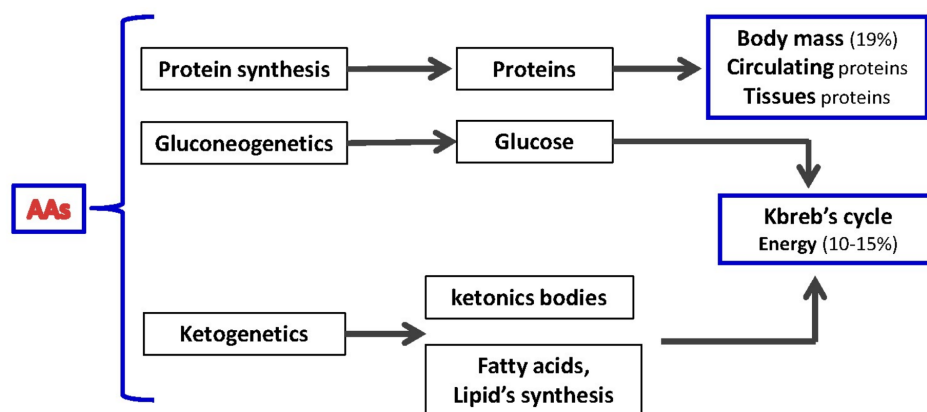 Protein synthesis
Proteins
Body mass (19%)
Circulating proteins
Tissues proteins
Gluconeogenetics
Glucose
AAs
Kbreb's cycle
Energy (10-15%)
ketonics bodies
Ketogenetics
Fatty acids,
Lipid's synthesis